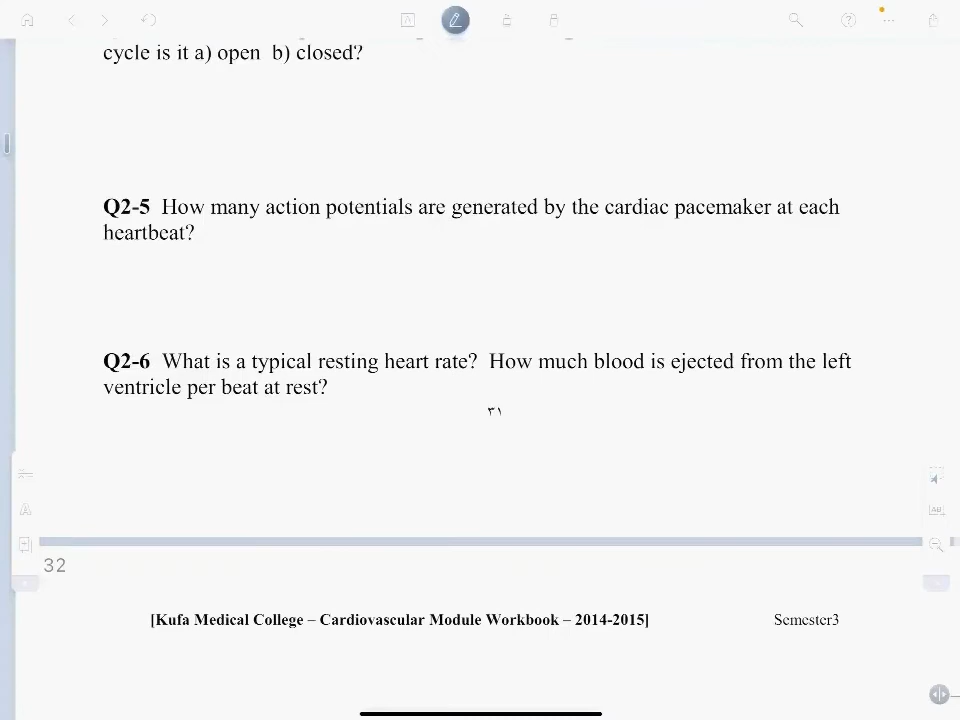 cycle is it a) open  b) closed?
Q2-5  How many action potentials are generated by the cardiac pacemaker at each
heartbeat?
Q2-6  What is a typical resting heart rate?  How much blood is ejected from the left
ventricle per beat at rest?
٣١
32
[Kufa Medical College – Cardiovascular Module Workbook – 2014-2015]
Semester3